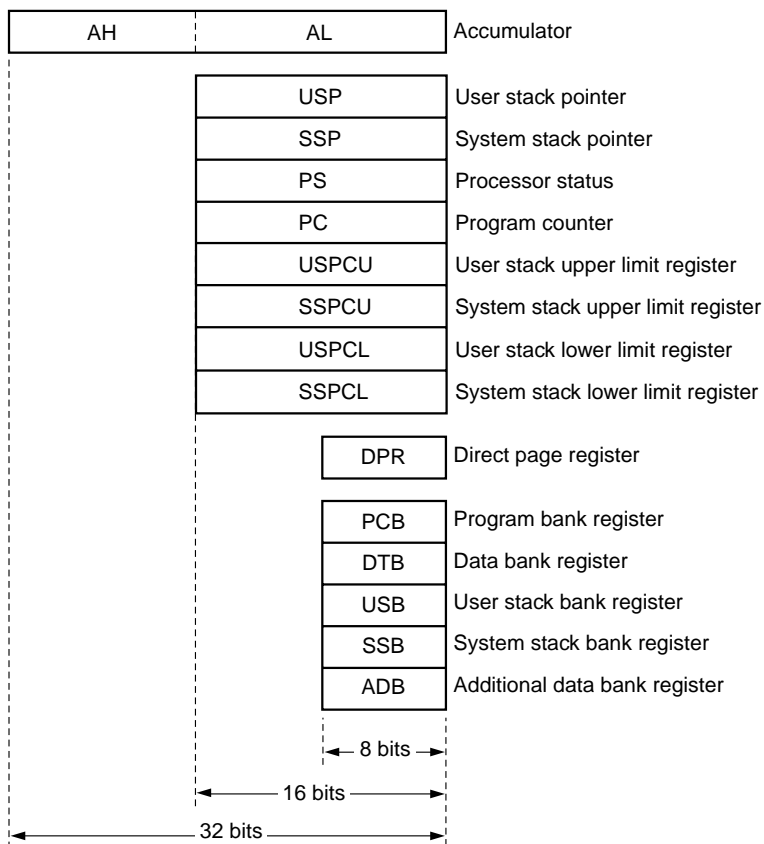 AH AL Accumulator
USP User stack pointer
SSP System stack pointer
PS Processor status
PC Program counter
USPCU User stack upper limit register
SSPCU System stack upper limit register
USPCL User stack lower limit register
SSPCL System stack lower limit register
DPR Direct page register
PCB Program bank register
DTB Data bank register
USB User stack bank register
SSB System stack bank register
ADB Additional data bank register
8 bits
16 bits
32 bits